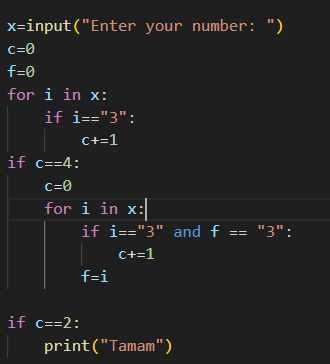 x=input("Enter your number: ")
c=0
f=0
for i in x:
    if i=="3":
        c+=1
if c==4:
    c=0
    for i in x:
        if i=="3" and f == "3":
            c+=1
        f=i

if c==2:
    print("Tamam")